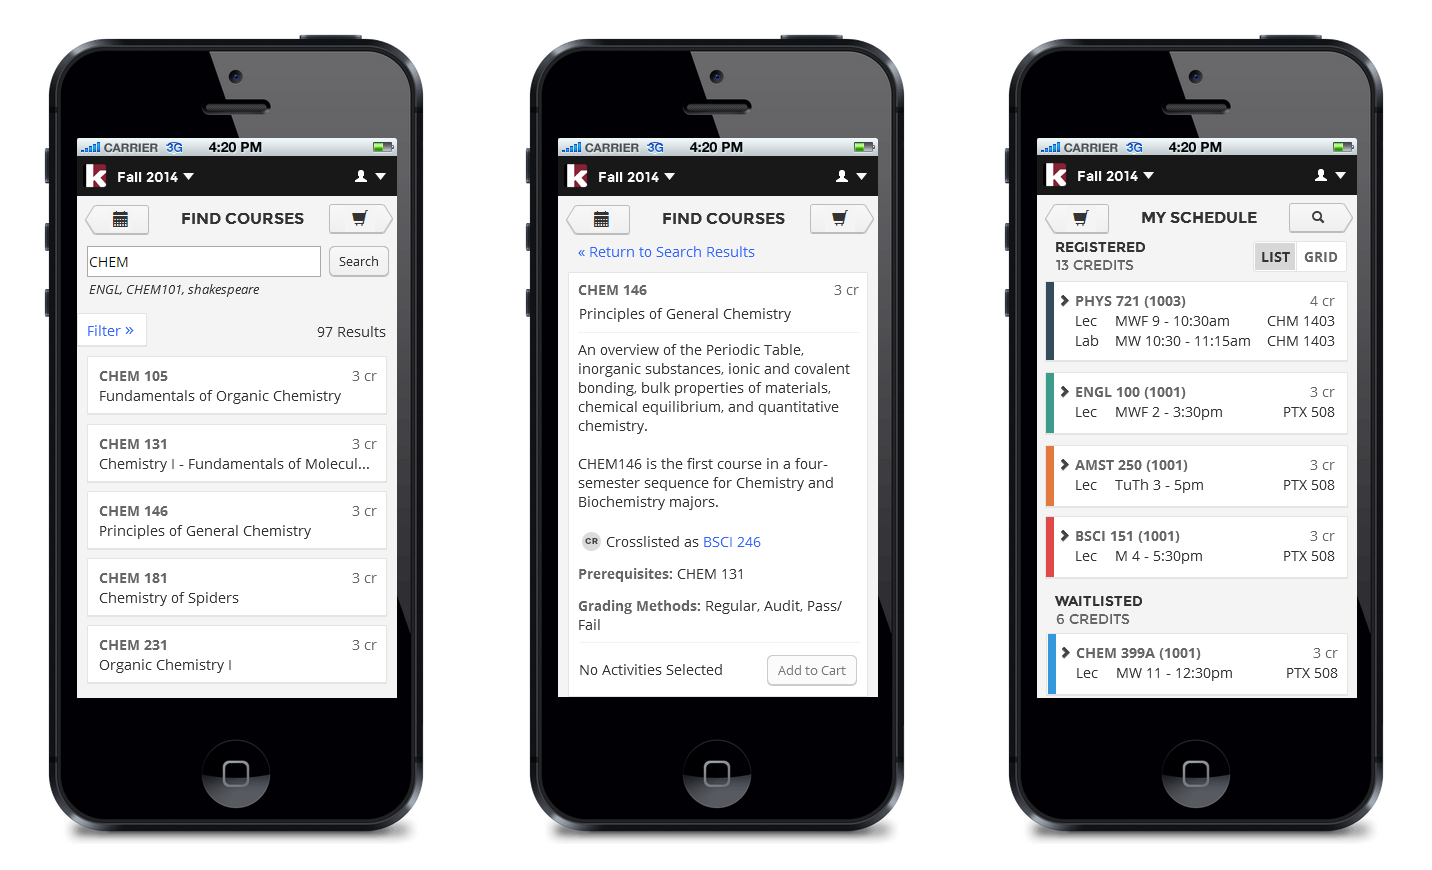 CARRIER 3G 4:20 PM
k Fall 2014
FIND COURSES
CHEM Search
ENGL, CHEM101, shakespeare
Filter » 97 Results
CHEM 105 3 cr
Fundamentals of Organic Chemistry
CHEM 131 3 cr
Chemistry I - Fundamentals of Molecul...
CHEM 146 3 cr
Principles of General Chemistry
CHEM 181 3 cr
Chemistry of Spiders
CHEM 231 3 cr
Organic Chemistry I
CARRIER 3G 4:20 PM
k Fall 2014
FIND COURSES
« Return to Search Results
CHEM 146 3 cr
Principles of General Chemistry
An overview of the Periodic Table,
inorganic substances, ionic and covalent
bonding, bulk properties of materials,
chemical equilibrium, and quantitative
chemistry.
CHEM146 is the first course in a four-
semester sequence for Chemistry and
Biochemistry majors.
CR Crosslisted as BSCI 246
Prerequisites: CHEM 131
Grading Methods: Regular, Audit, Pass/
Fail
No Activities Selected Add to Cart
CARRIER 3G 4:20 PM
k Fall 2014
MY SCHEDULE
REGISTERED
13 CREDITS LIST GRID
PHYS 721 (1003) 4 cr
Lec MWF 9 - 10:30am CHM 1403
Lab MW 10:30 - 11:15am CHM 1403
ENGL 100 (1001) 3 cr
Lec MWF 2 - 3:30pm PTX 508
AMST 250 (1001) 3 cr
Lec TuTh 3 - 5pm PTX 508
BSCI 151 (1001) 3 cr
Lec M 4 - 5:30pm PTX 508
WAITLISTED
6 CREDITS
CHEM 399A (1001) 3 cr
Lec MW 11 - 12:30pm PTX 508